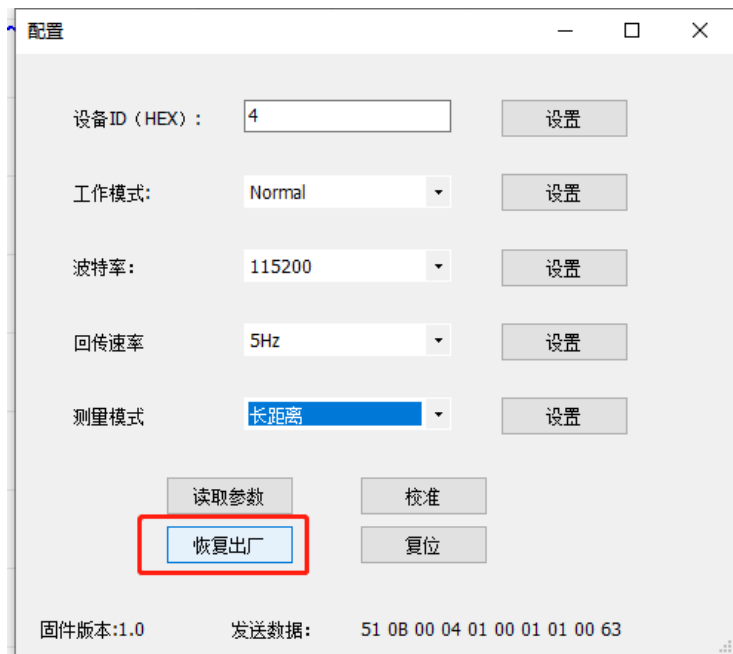 配置
设备ID（HEX）: 4 设置
工作模式: Normal 设置
波特率： 115200 设置
回传速率 5Hz 设置
测量模式 长距离 设置
读取参数 校准
恢复出厂 复位
固件版本:1.0 发送数据： 51 0B 00 04 01 00 01 01 00 63